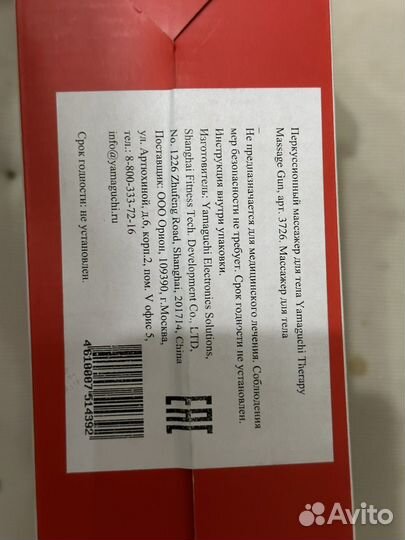 Перкуссионный массажер для тела Yamaguchi Therapy
Massage Gun, арт. 3726. Массажер для тела
–
Не предназначается для медицинского лечения. Соблюдения
мер безопасности не требует. Срок годности не установлен.
Инструкция внутри упаковки.
Изготовитель: Yamaguchi Electronics Solutions,
Shanghai Fitness Tech. Development Co., LTD,
No. 1226 Zhufeng Road, Shanghai, 201714, China
Поставщик: ООО Орион, 109390, г.Москва,
ул. Артюхиной, д.6, корп.2, пом. V офис 5,
тел.: 8-800-333-72-16
info@yamaguchi.ru
Срок годности: не установлен.
EAC
4610007514392
Avito